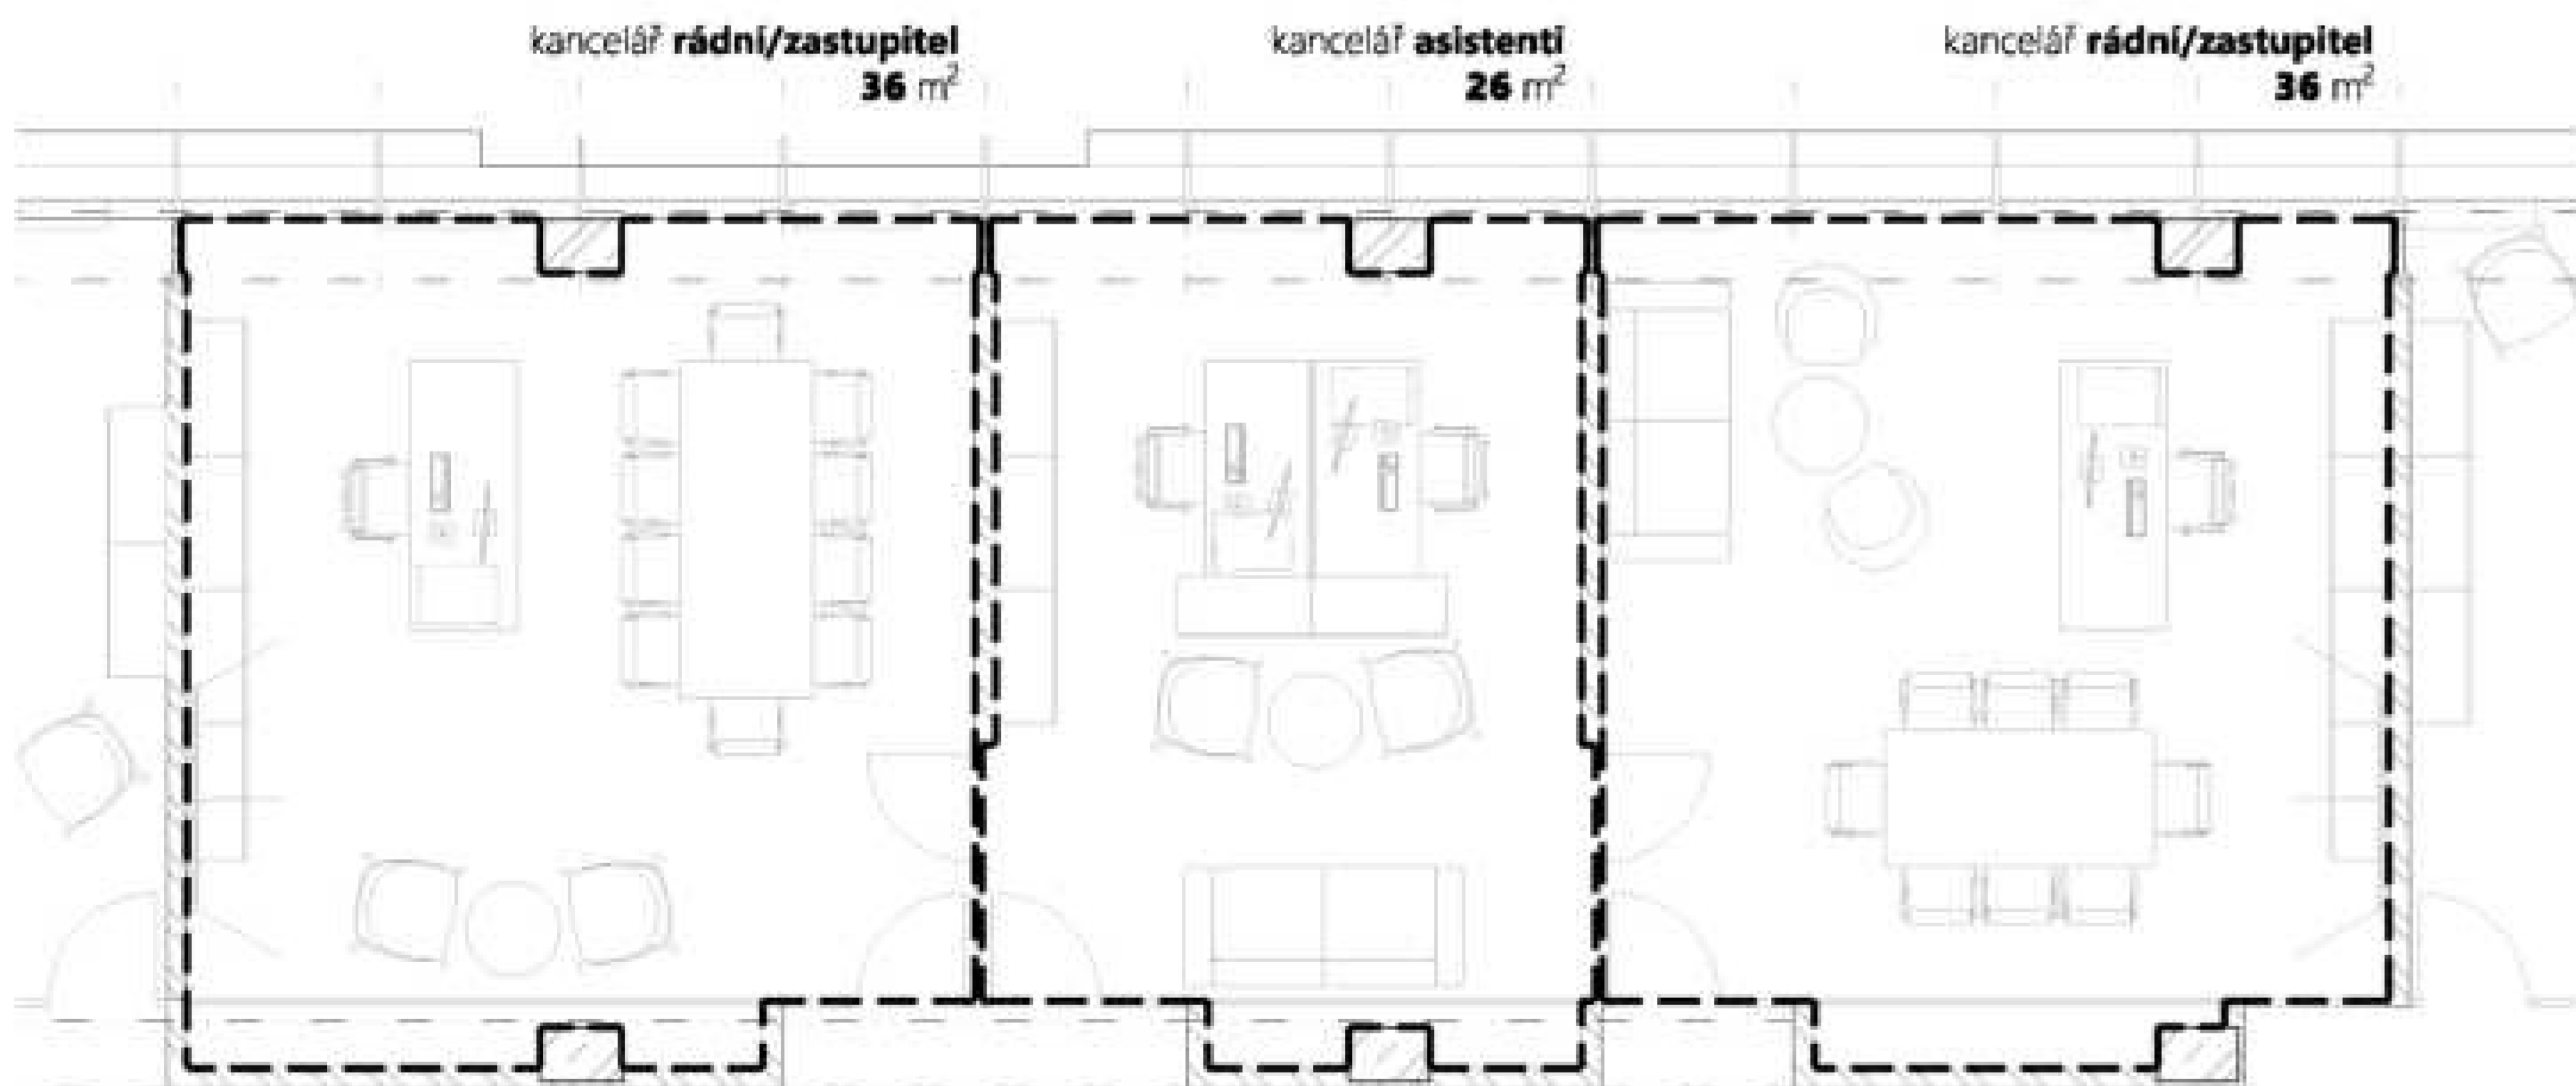 kancelář rádní/zastupitel
36 m²
kancelář asistenti
26 m²
kancelář rádní/zastupitel
36 m²